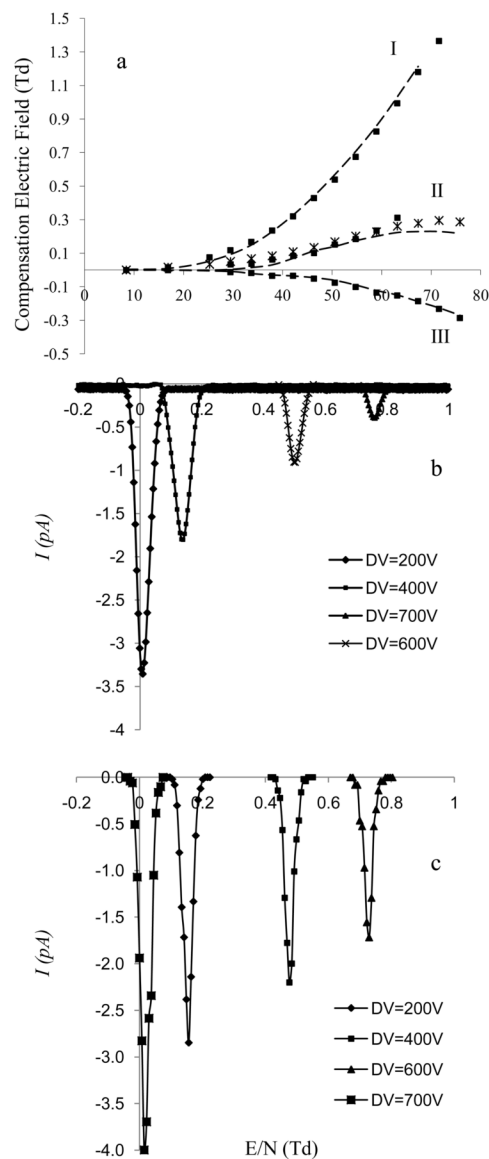 1.5
1.3
1.1
0.9
0.7
0.5
0.3
0.1
-0.1
-0.3
-0.5
Compensation Electric Field (Td)
a
I
II
III
0 10 20 30 40 50 60 70 80
0
-0.5
-1
-1.5
-2
-2.5
-3
-3.5
-4
-0.2 0 0.2 0.4 0.6 0.8 1
I (pA)
b
DV=200V
DV=400V
DV=700V
DV=600V
0.0
-0.5
-1.0
-1.5
-2.0
-2.5
-3.0
-3.5
-4.0
-0.2 0 0.2 0.4 0.6 0.8 1
I (pA)
c
DV=200V
DV=400V
DV=600V
DV=700V
E/N (Td)